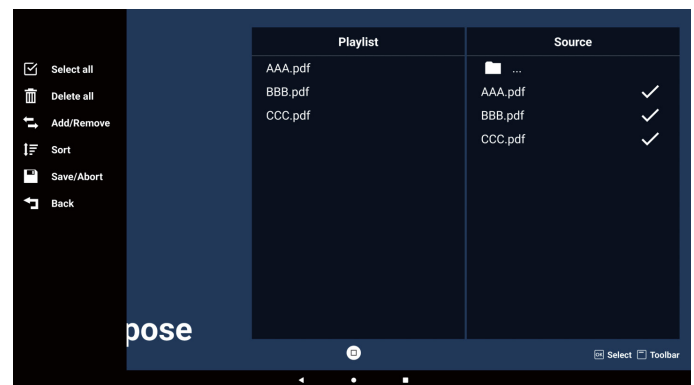 Select all
Delete all
Add/Remove
Sort
Save/Abort
Back
Playlist
AAA.pdf
BBB.pdf
CCC.pdf
Source
...
AAA.pdf
BBB.pdf
CCC.pdf
pose
OK Select Toolbar